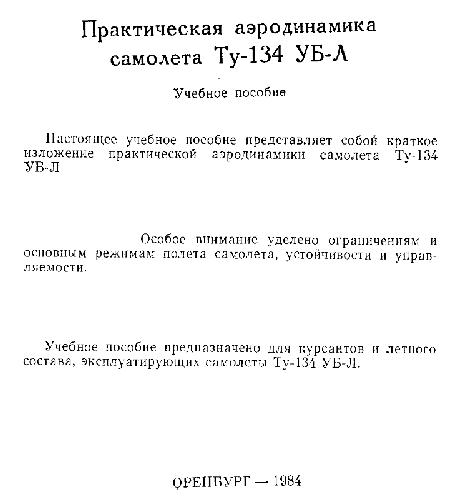 Практическая аэродинамика
самолета Ту-134 УБ-Л
Учебное пособие
Настоящее учебное пособие представляет собой краткое
изложение практической аэродинамики самолета Ту-134
УБ-Л
Особое внимание уделено ограничениям и
основным режимам полета самолета, устойчивости и управ-
ляемости.
Учебное пособие предназначено для курсантов и летного
состава, эксплуатирующих самолеты Ту-134 УБ-Л.
ОРЕНБУРГ — 1984